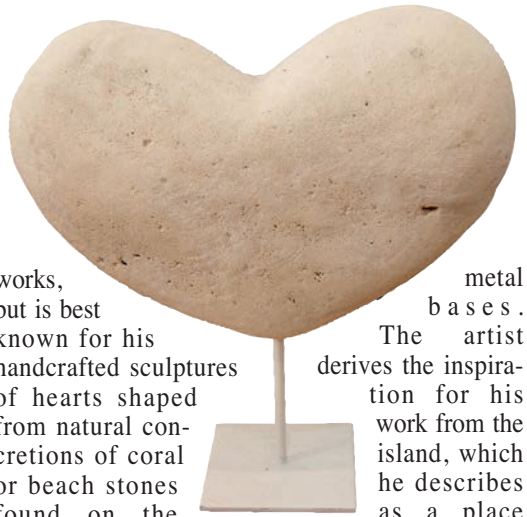 works,
but is best
known for his
handcrafted sculptures
of hearts shaped
from natural con-
cretions of coral
or beach stones
found on the
metal
bases.
The artist
derives the inspira-
tion for his
work from the
island, which
he describes
as a place